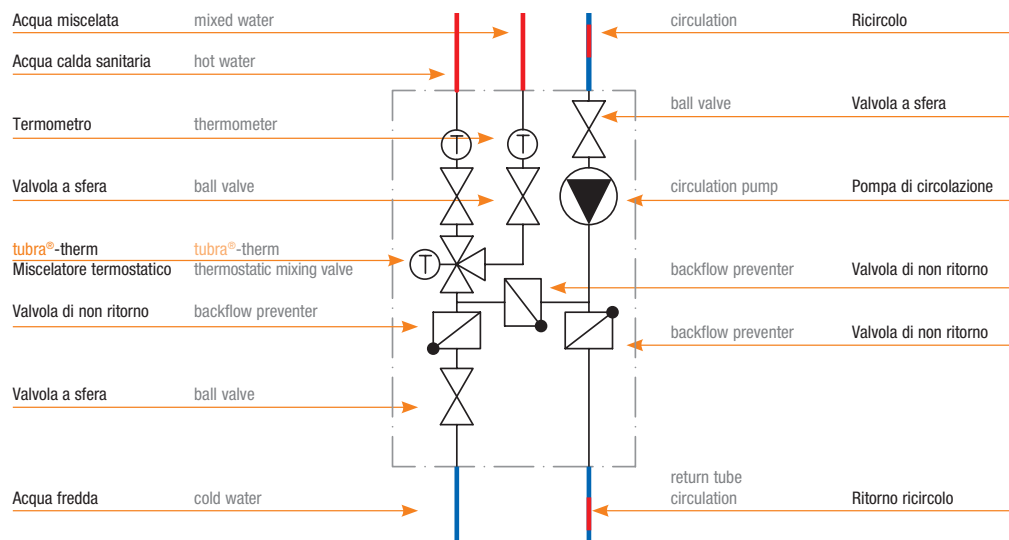 Acqua miscelata mixed water
Acqua calda sanitaria hot water
Termometro thermometer
Valvola a sfera ball valve
tubra®-therm tubra®-therm
Miscelatore termostatico thermostatic mixing valve
Valvola di non ritorno backflow preventer
Valvola a sfera ball valve
Acqua fredda cold water
T
T
T
circulation Ricircolo
ball valve Valvola a sfera
circulation pump Pompa di circolazione
backflow preventer Valvola di non ritorno
backflow preventer Valvola di non ritorno
return tube
circulation Ritorno ricircolo